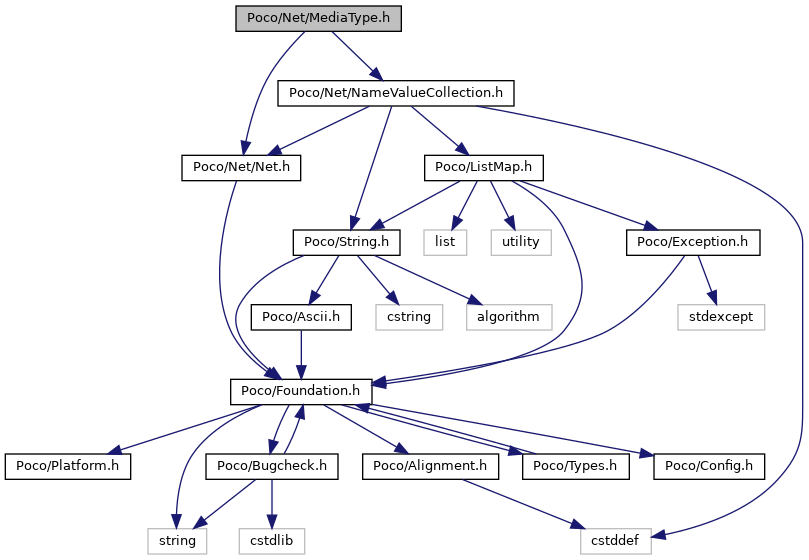 Poco/Net/MediaType.h
Poco/Net/NameValueCollection.h
Poco/Net/Net.h
Poco/ListMap.h
Poco/String.h
list
utility
Poco/Exception.h
Poco/Ascii.h
cstring
algorithm
stdexcept
Poco/Foundation.h
Poco/Platform.h
Poco/Bugcheck.h
Poco/Alignment.h
Poco/Types.h
Poco/Config.h
string
cstdlib
cstddef